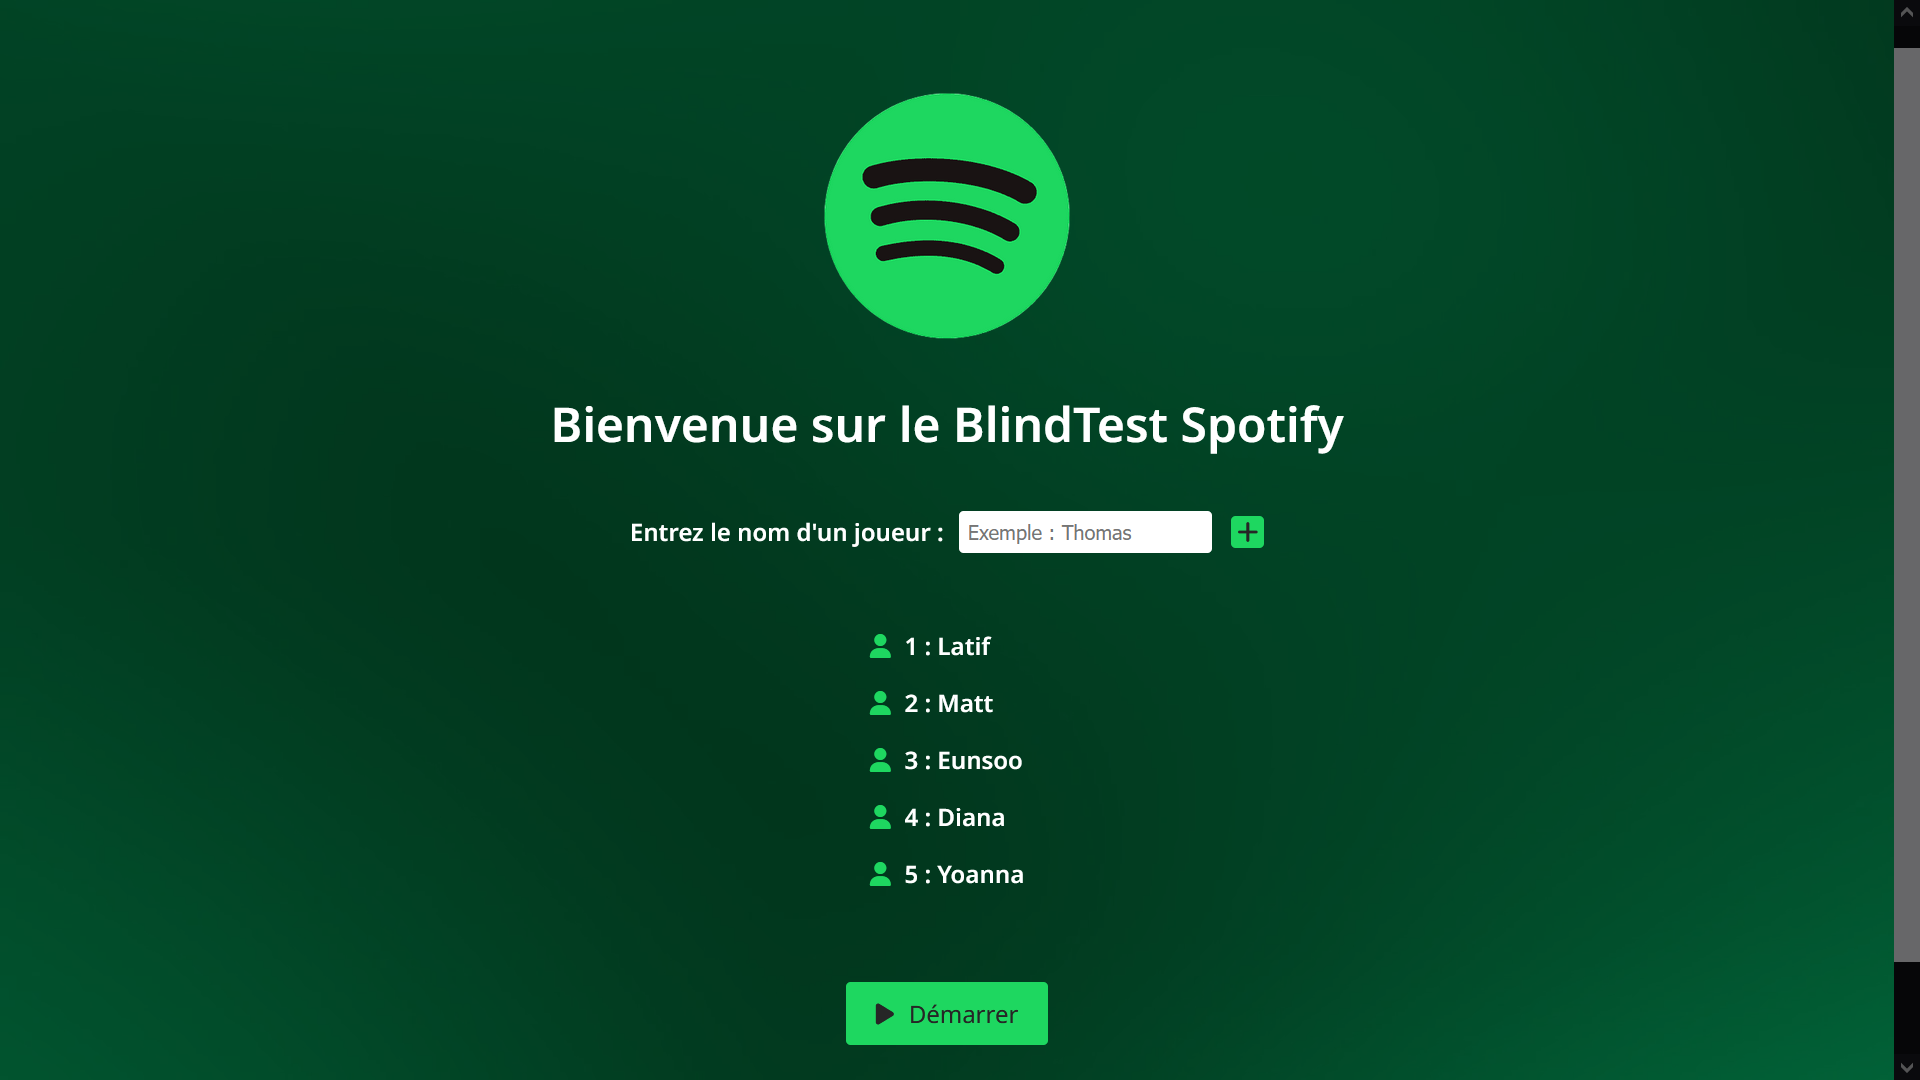 Bienvenue sur le BlindTest Spotify
Entrez le nom d'un joueur : Exemple : Thomas
1 : Latif
2 : Matt
3 : Eunsoo
4 : Diana
5 : Yoanna
Démarrer